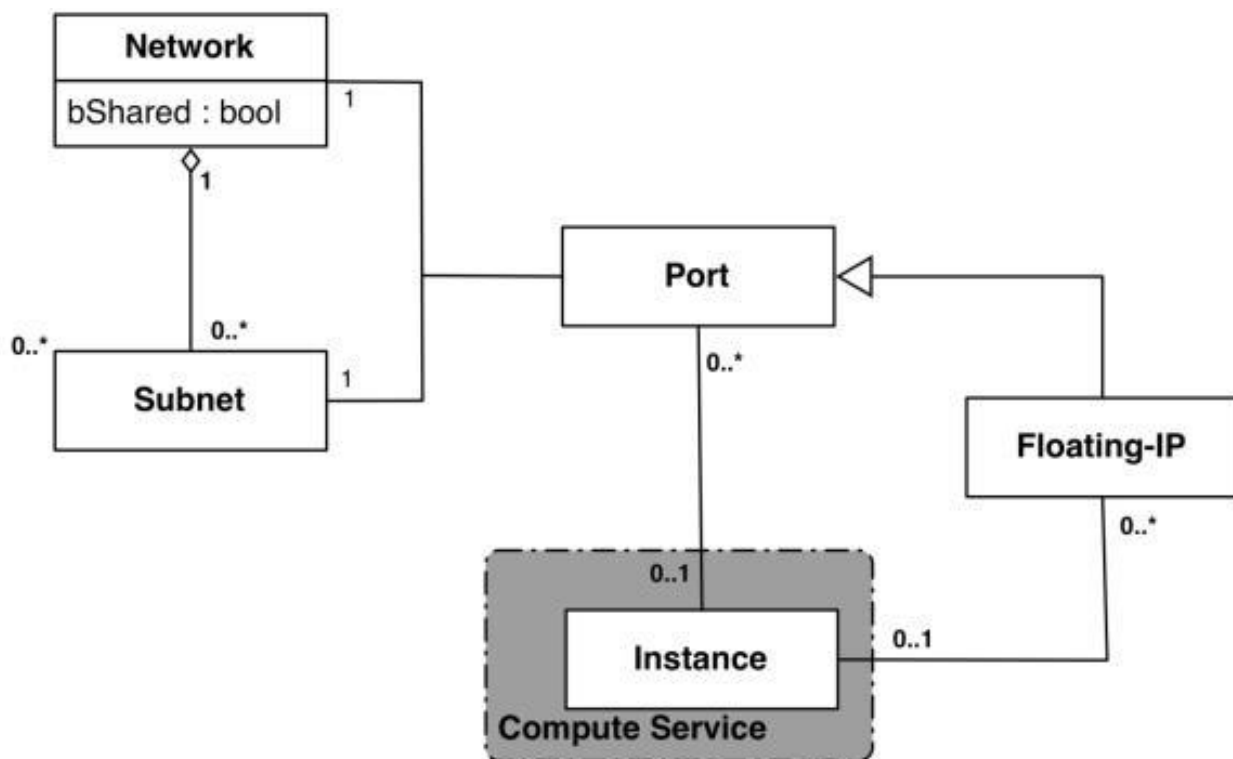 Network
bShared : bool
1
1
0..*
0..*
Subnet
1
Port
0..*
Floating-IP
0..*
0..1
Instance
0..1
Compute Service